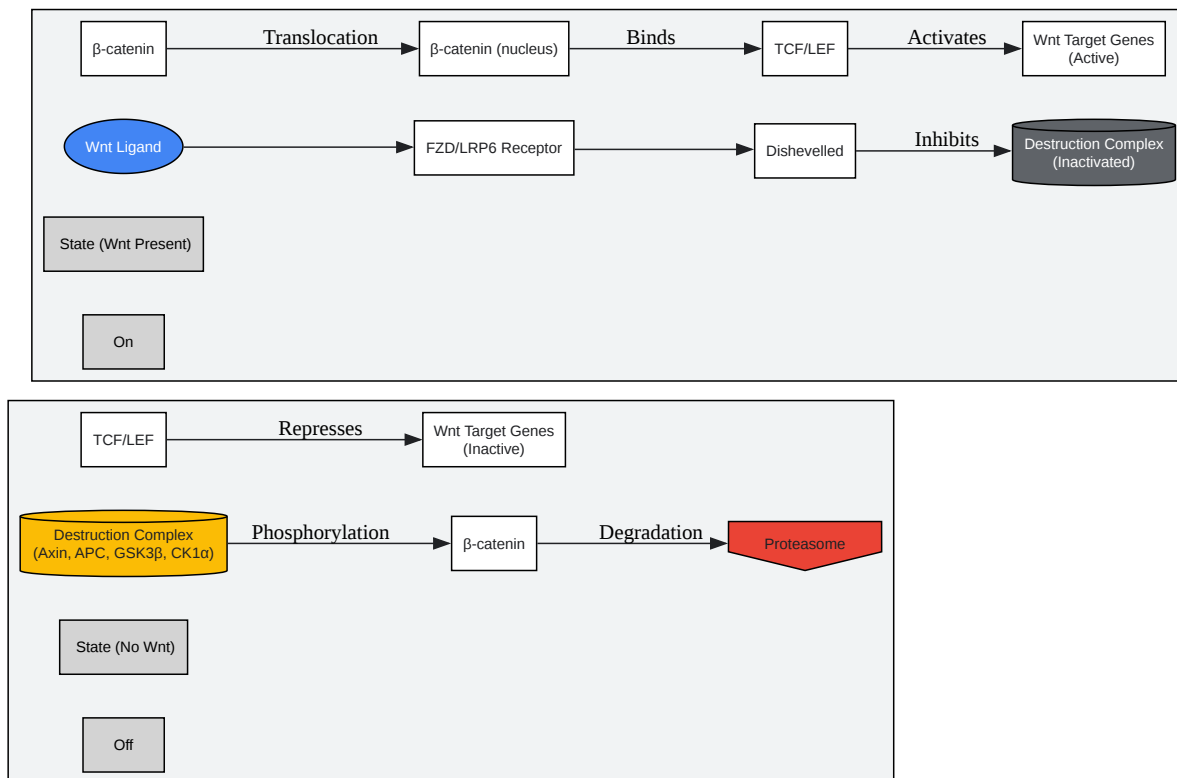 β-catenin
Translocation
β-catenin (nucleus)
Binds
TCF/LEF
Activates
Wnt Target Genes
(Active)
Wnt Ligand
FZD/LRP6 Receptor
Dishevelled
Inhibits
Destruction Complex
(Inactivated)
State (Wnt Present)
On
TCF/LEF
Represses
Wnt Target Genes
(Inactive)
Destruction Complex
(Axin, APC, GSK3β, CK1α)
Phosphorylation
β-catenin
Degradation
Proteasome
State (No Wnt)
Off